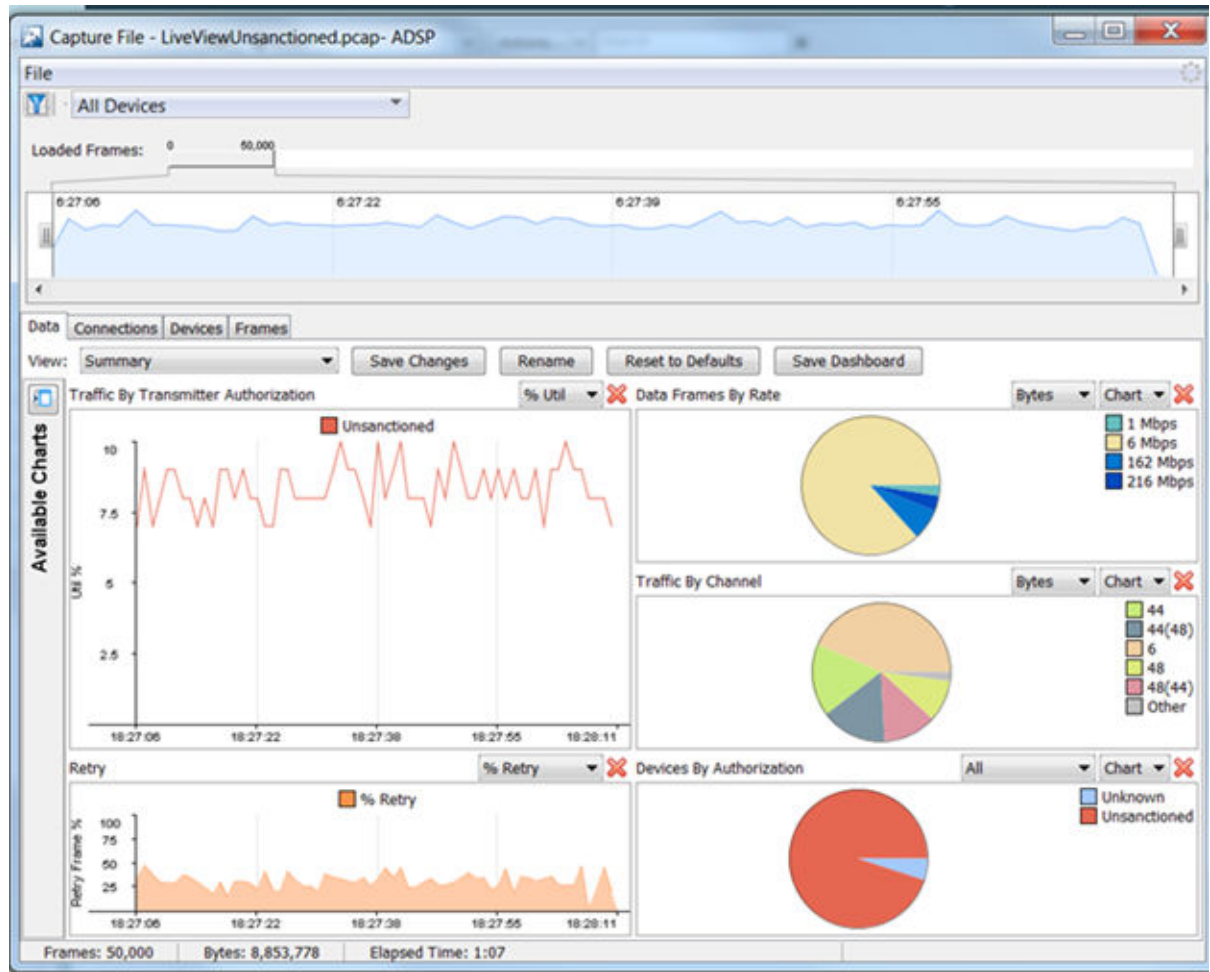 Capture File - LiveViewUnsanctioned.pcap- ADSP
File
All Devices
Loaded Frames: 0 50,000
6:27:06 6:27:22 6:27:39 6:27:55
Data Connections Devices Frames
View: Summary Save Changes Rename Reset to Defaults Save Dashboard
Available Charts
Traffic By Transmitter Authorization % Util
Unsanctioned
10
7.5
5
2.5
Util %
18:27:06 18:27:22 18:27:38 18:27:55 18:28:11
Retry % Retry
% Retry
100
75
50
25
Retry Frame %
18:27:06 18:27:22 18:27:38 18:27:55 18:28:11
Data Frames By Rate Bytes Chart
1 Mbps
6 Mbps
162 Mbps
216 Mbps
Traffic By Channel Bytes Chart
44
44(48)
6
48
48(44)
Other
Devices By Authorization All Chart
Unknown
Unsanctioned
Frames: 50,000 Bytes: 8,853,778 Elapsed Time: 1:07